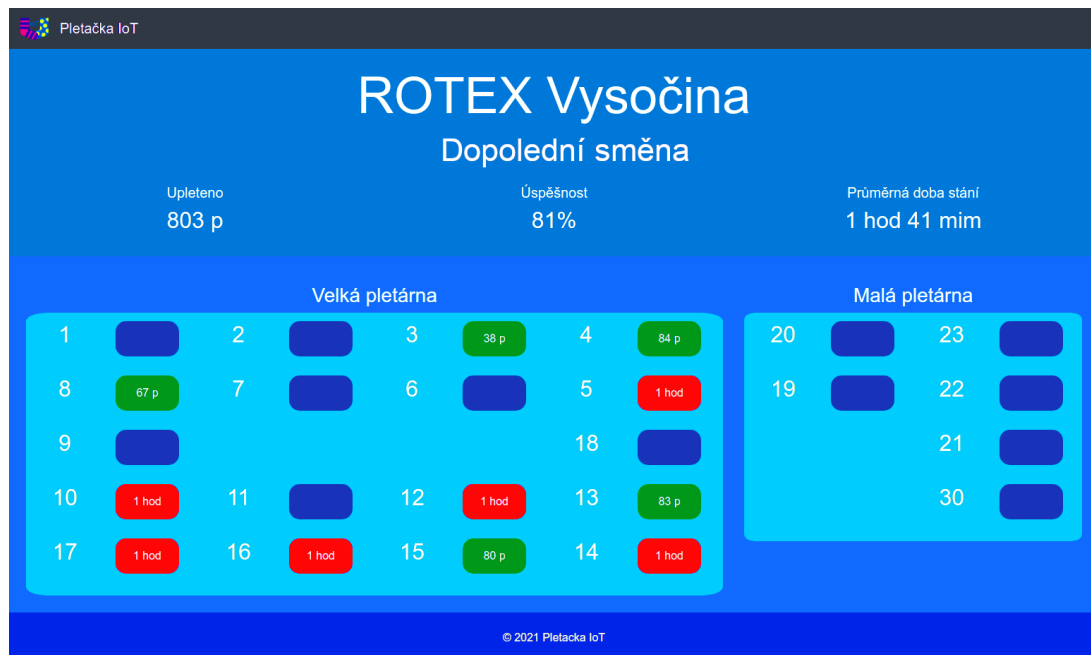 Pletačka IoT
ROTEX Vysočina
Dopolední směna
Upleteno Úspěšnost Průměrná doba stání
803 p 81% 1 hod 41 mim
Velká pletárna Malá pletárna
1 2 3 38 p 4 84 p 20 23
8 67 p 7 6 5 1 hod 19 22
9 18 21
10 1 hod 11 12 1 hod 13 83 p 30
17 1 hod 16 1 hod 15 80 p 14 1 hod
© 2021 Pletacka IoT